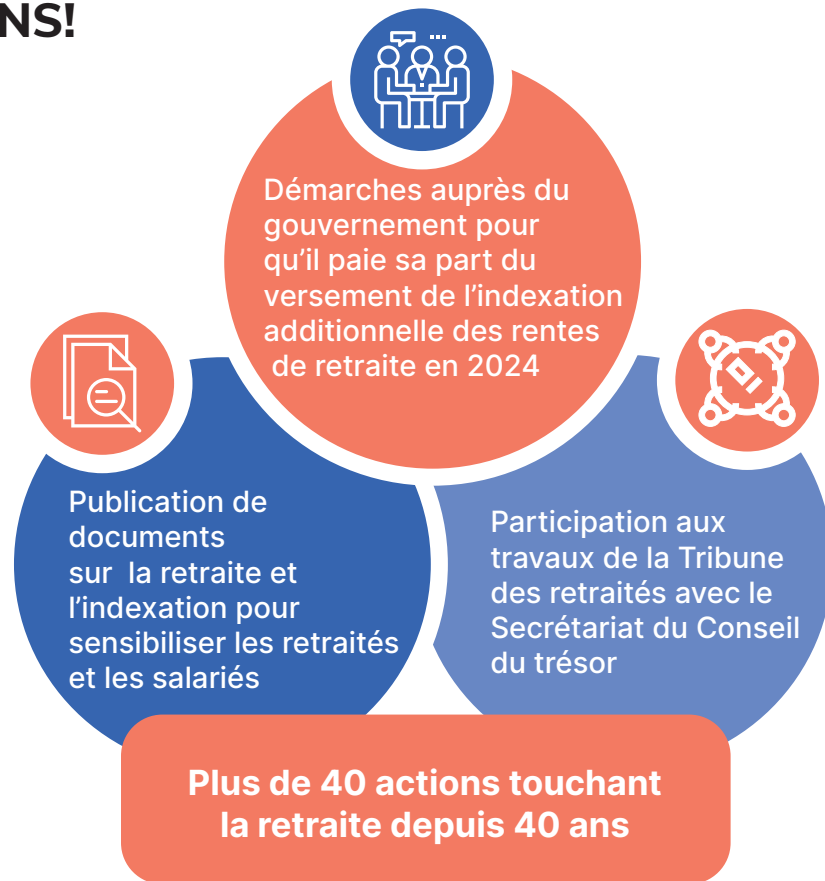 NS!
Démarches auprès du
gouvernement pour
qu'il paie sa part du
versement de l'indexation
additionnelle des rentes
de retraite en 2024
Publication de
documents
sur la retraite et
l'indexation pour
sensibiliser les retraités
et les salariés
Participation aux
travaux de la Tribune
des retraités avec le
Secrétariat du Conseil
du trésor
Plus de 40 actions touchant
la retraite depuis 40 ans